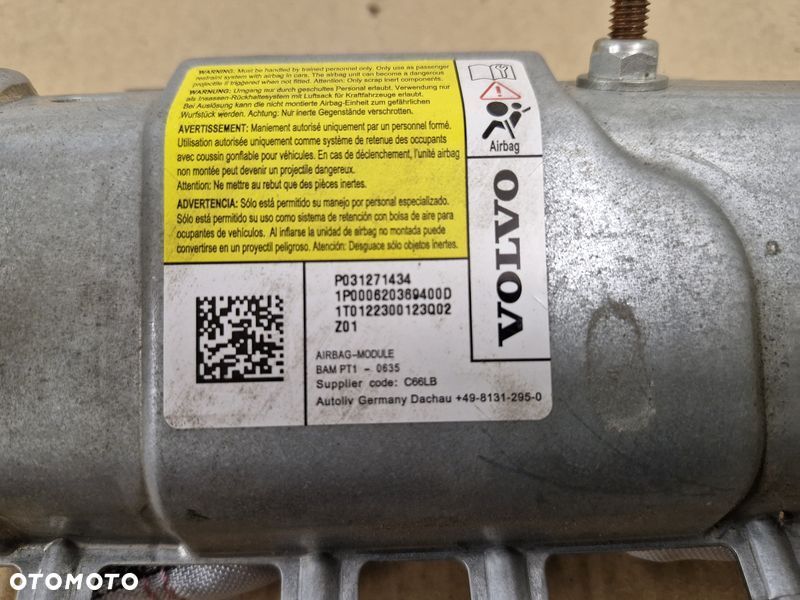 WARNING: Must be handled by trained personnel only. Only use as passenger
restraint system with airbag in cars. The airbag unit can become a dangerous
projectile if triggered when not fitted. Attention: Only scrap inert components.
WARNUNG: Umgang nur durch geschultes Personal erlaubt. Verwendung nur
als Insassen-Rückhaltesystem mit Luftsack für Kraftfahrzeuge erlaubt.
Bei Auslösung kann die nicht montierte Airbag-Einheit zum gefährlichen
Wurfstück werden. Achtung: Nur inerte Gegenstände verschrotten.
AVERTISSEMENT: Maniement autorisé uniquement par un personnel formé.
Utilisation autorisée uniquement comme système de retenue des occupants
avec coussin gonflable pour véhicules. En cas de déclenchement, l'unité airbag
non montée peut devenir un projectile dangereux.
Attention: Ne mettre au rebut que des pièces inertes.
ADVERTENCIA: Sólo está permitido su manejo por personal especializado.
Sólo está permitido su uso como sistema de retención con bolsa de aire para
ocupantes de vehículos. Al inflarse la unidad de airbag no montada puede
convertirse en un proyectil peligroso. Atención: Desguace sólo objetos inertes.
Airbag
VOLVO
P031271434
1P000620369400D
1T0122300123Q02
Z01
AIRBAG-MODULE
BAM PT1 - 0635
Supplier code: C66LB
Autoliv Germany Dachau +49-8131-295-0
OTOMOTO